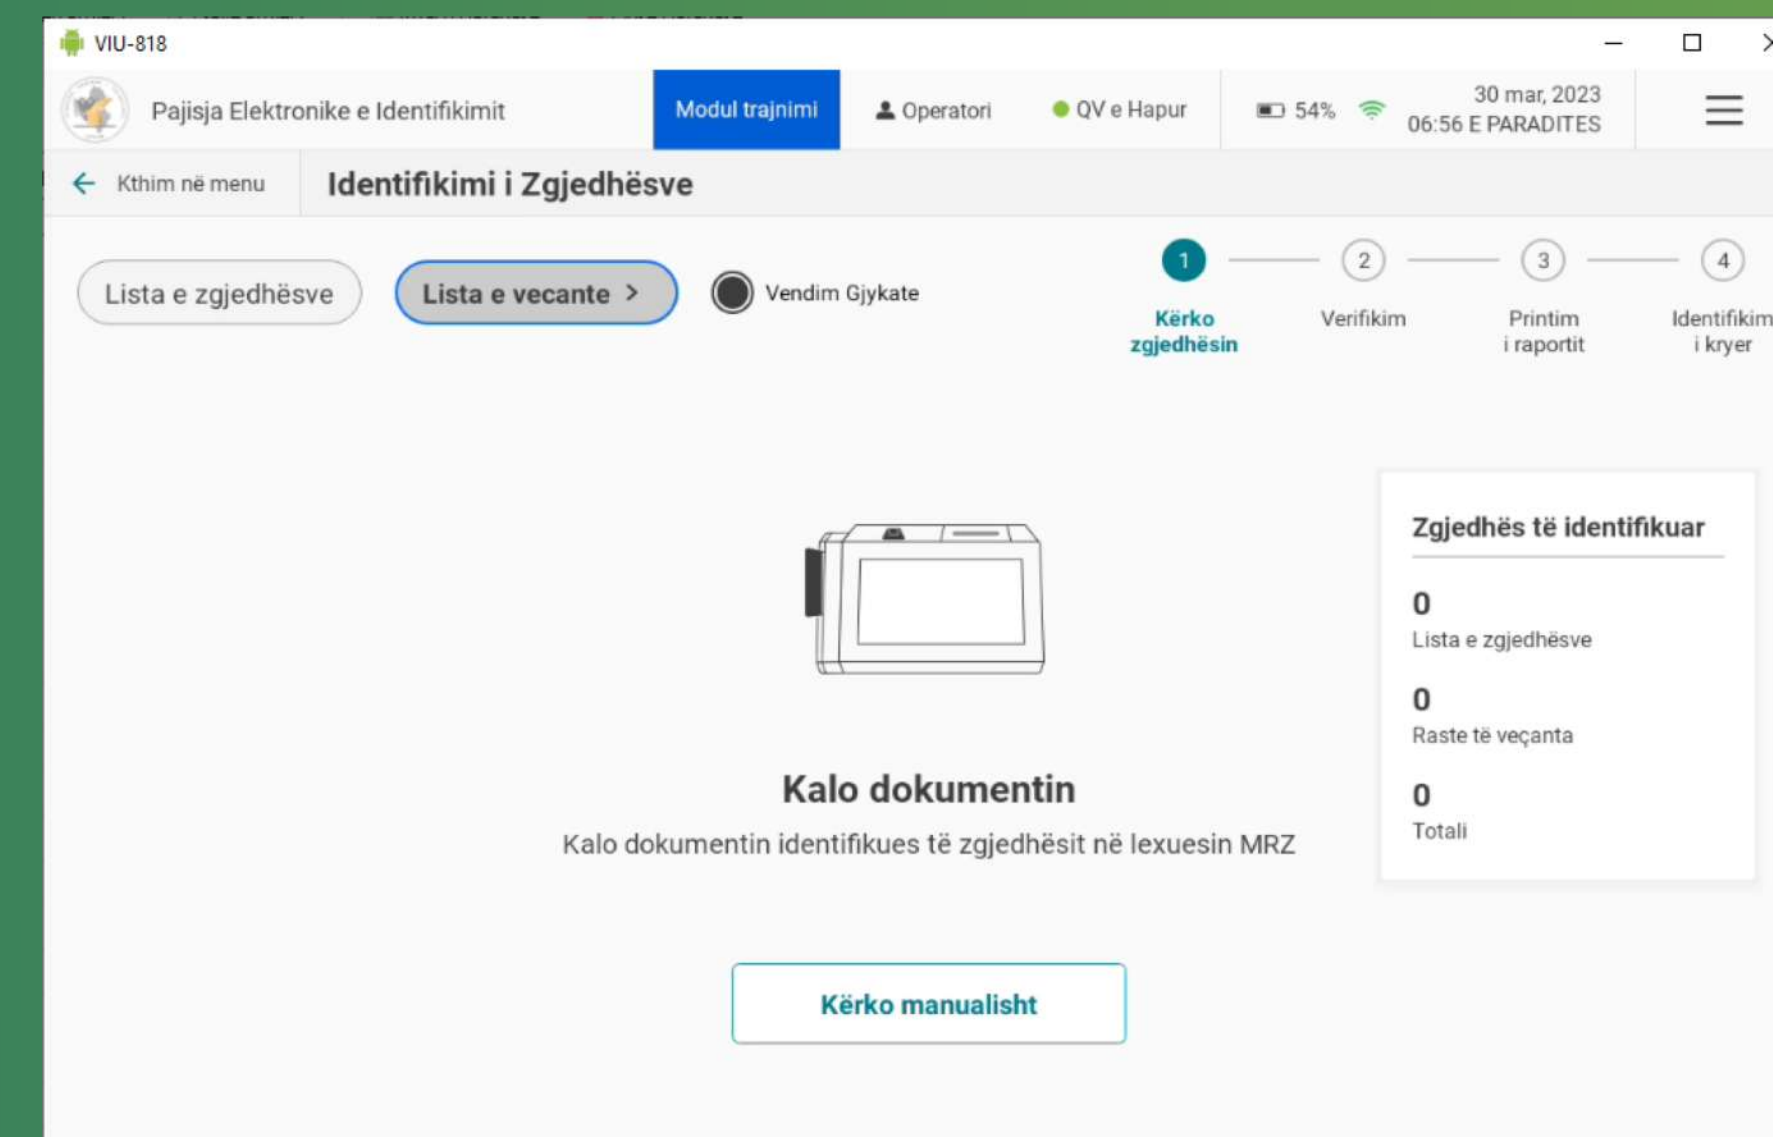 VIU-818
Pajisja Elektronike e Identifikimit
Modul trajnimi
Operatori
QV e Hapur
54%
30 mar, 2023
06:56 E PARADITES
Kthim në menu
Identifikimi i Zgjedhësve
Lista e zgjedhësve
Lista e vecante >
Vendim Gjykate
1
2
3
4
Kërko
zgjedhësin
Verifikim
Printim
i raportit
Identifikim
i kryer
Zgjedhës të identifikuar
0
Lista e zgjedhësve
0
Raste të veçanta
0
Totali
Kalo dokumentin
Kalo dokumentin identifikues të zgjedhësit në lexuesin MRZ
Kërko manualisht